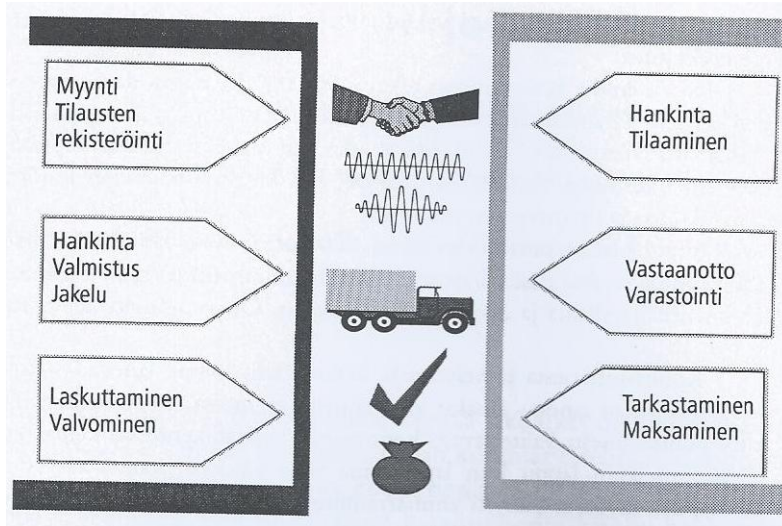 Myynti
Tilausten
rekisteröinti
Hankinta
Tilaaminen
Hankinta
Valmistus
Jakelu
Vastaanotto
Varastointi
Laskuttaminen
Valvominen
Tarkastaminen
Maksaminen